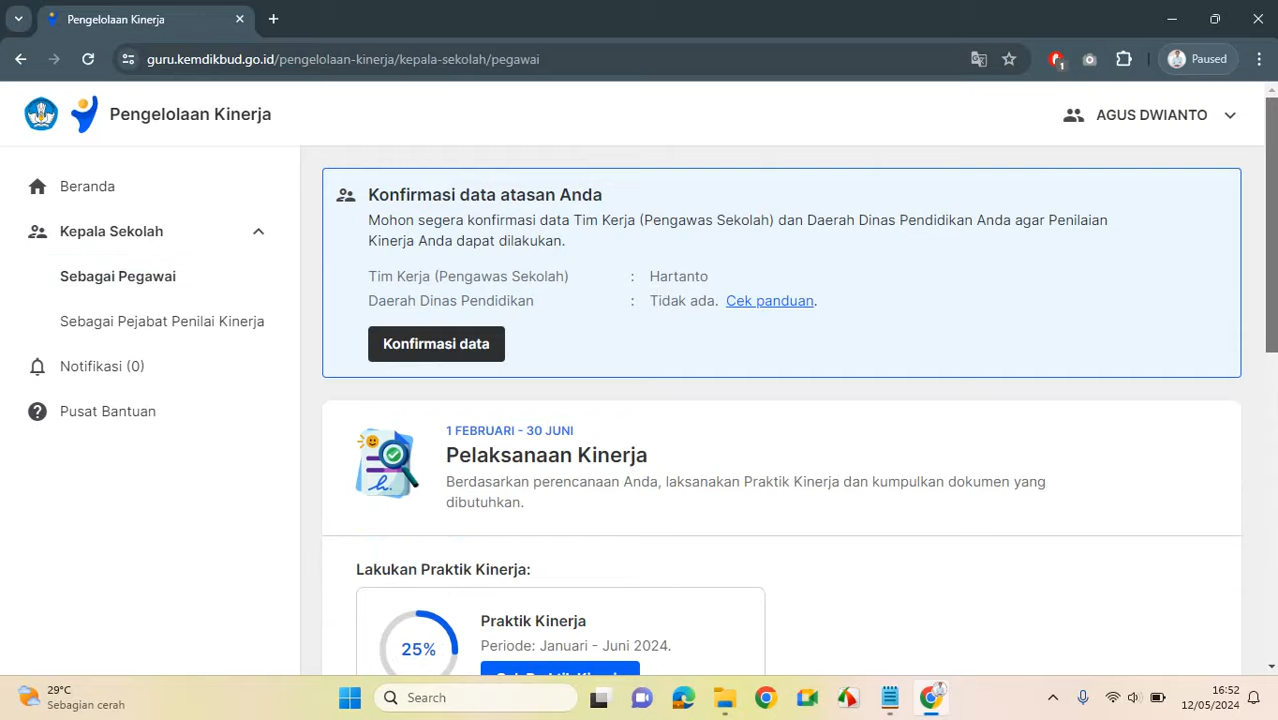 Pengelolaan Kinerja
guru.kemdikbud.go.id/pengelolaan-kinerja/kepala-sekolah/pegawai
1
Paused
Pengelolaan Kinerja
AGUS DWIANTO
Beranda
Kepala Sekolah
Sebagai Pegawai
Sebagai Pejabat Penilai Kinerja
Notifikasi (0)
Pusat Bantuan
Konfirmasi data atasan Anda
Mohon segera konfirmasi data Tim Kerja (Pengawas Sekolah) dan Daerah Dinas Pendidikan Anda agar Penilaian
Kinerja Anda dapat dilakukan.
Tim Kerja (Pengawas Sekolah) : Hartanto
Daerah Dinas Pendidikan : Tidak ada. Cek panduan.
Konfirmasi data
1 FEBRUARI - 30 JUNI
Pelaksanaan Kinerja
Berdasarkan perencanaan Anda, laksanakan Praktik Kinerja dan kumpulkan dokumen yang
dibutuhkan.
Lakukan Praktik Kinerja:
25%
Praktik Kinerja
Periode: Januari - Juni 2024.
29°C
Sebagian cerah
Search
16:52
12/05/2024